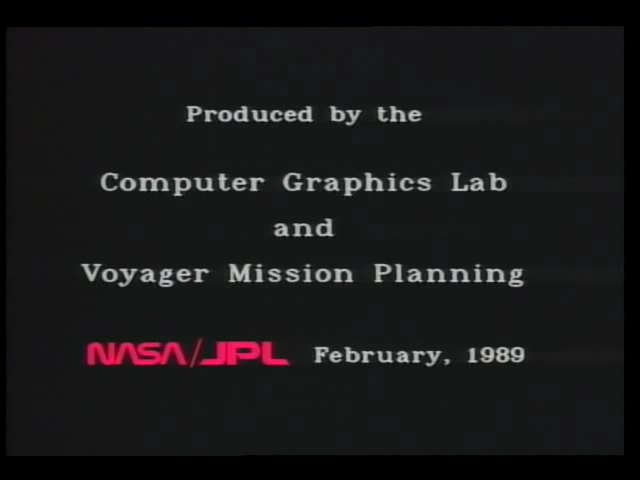 Produced by the
Computer Graphics Lab
and
Voyager Mission Planning
NASA/JPL February, 1989